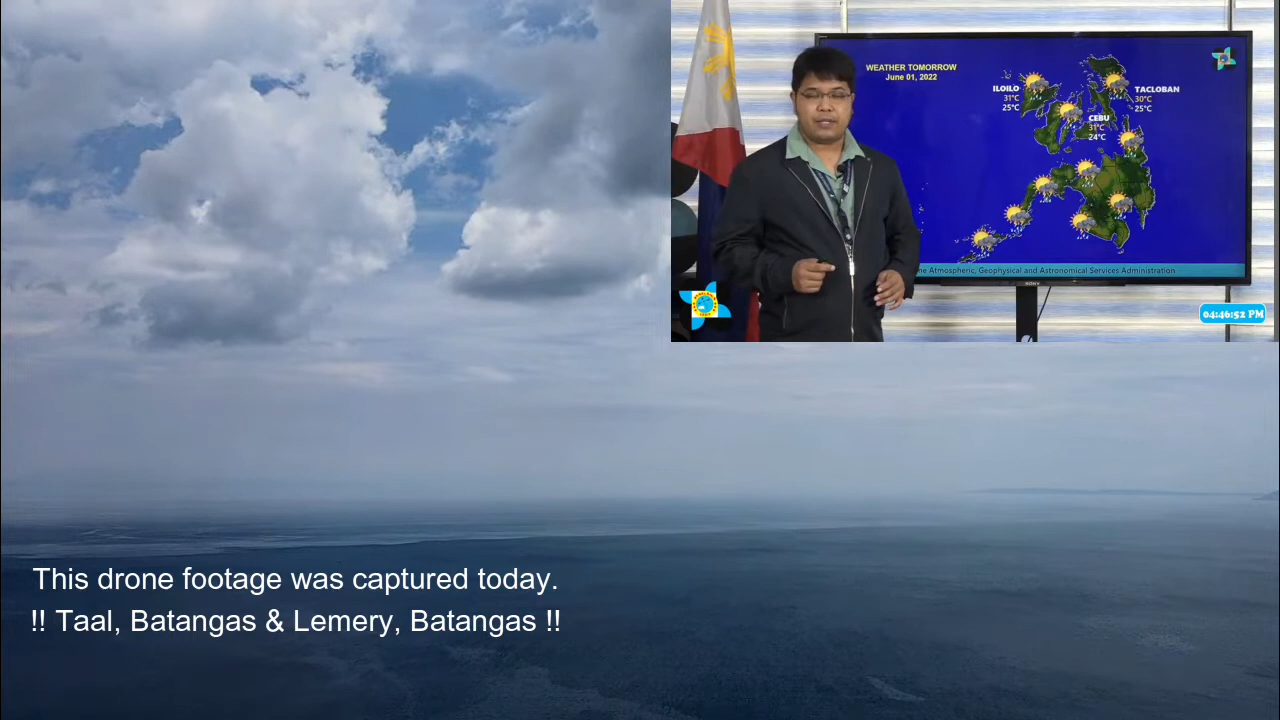 WEATHER TOMORROW
June 01, 2022
ILOILO
31°C
25°C
TACLOBAN
30°C
25°C
CEBU
31°C
24°C
Atmospheric, Geophysical and Astronomical Services Administration
SONY
04:46:52 PM
This drone footage was captured today.
!! Taal, Batangas & Lemery, Batangas !!